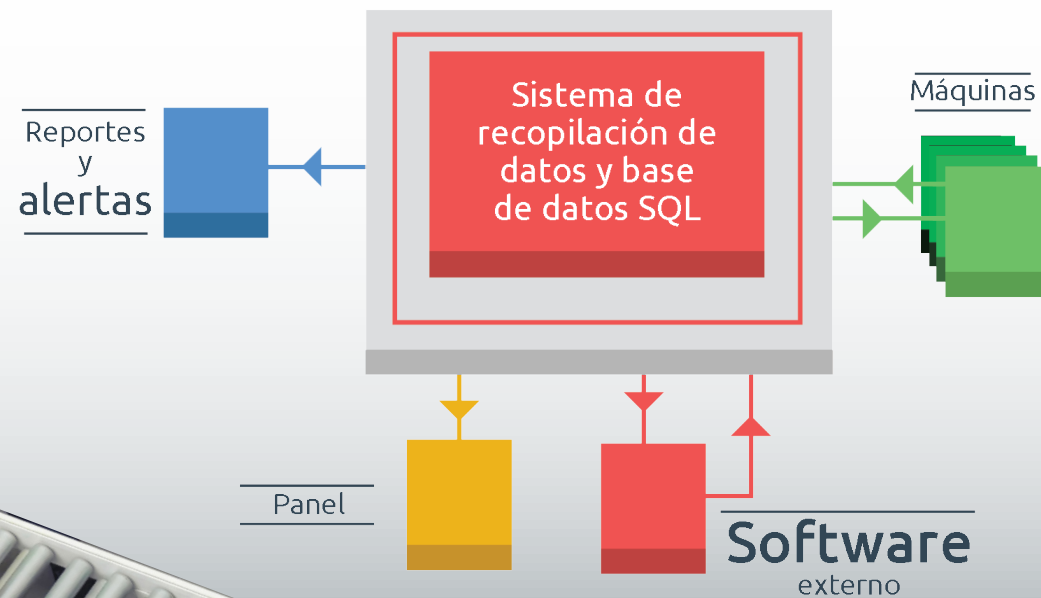 Sistema de
recopilación de
datos y base
de datos SQL
Reportes
y
alertas
Máquinas
Panel
Software
externo